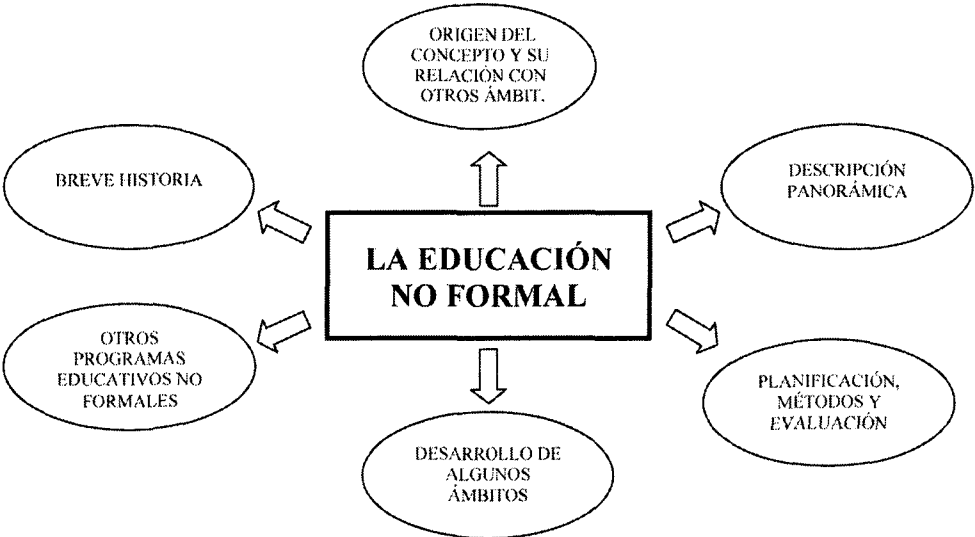 ORIGEN DEL
CONCEPTO Y SU
RELACIÓN CON
OTROS ÁMBIT.
BREVE HISTORIA
DESCRIPCIÓN
PANORÁMICA
LA EDUCACIÓN
NO FORMAL
OTROS
PROGRAMAS
EDUCATIVOS NO
FORMALES
PLANIFICACIÓN,
MÉTODOS Y
EVALUACIÓN
DESARROLLO DE
ALGUNOS
ÁMBITOS